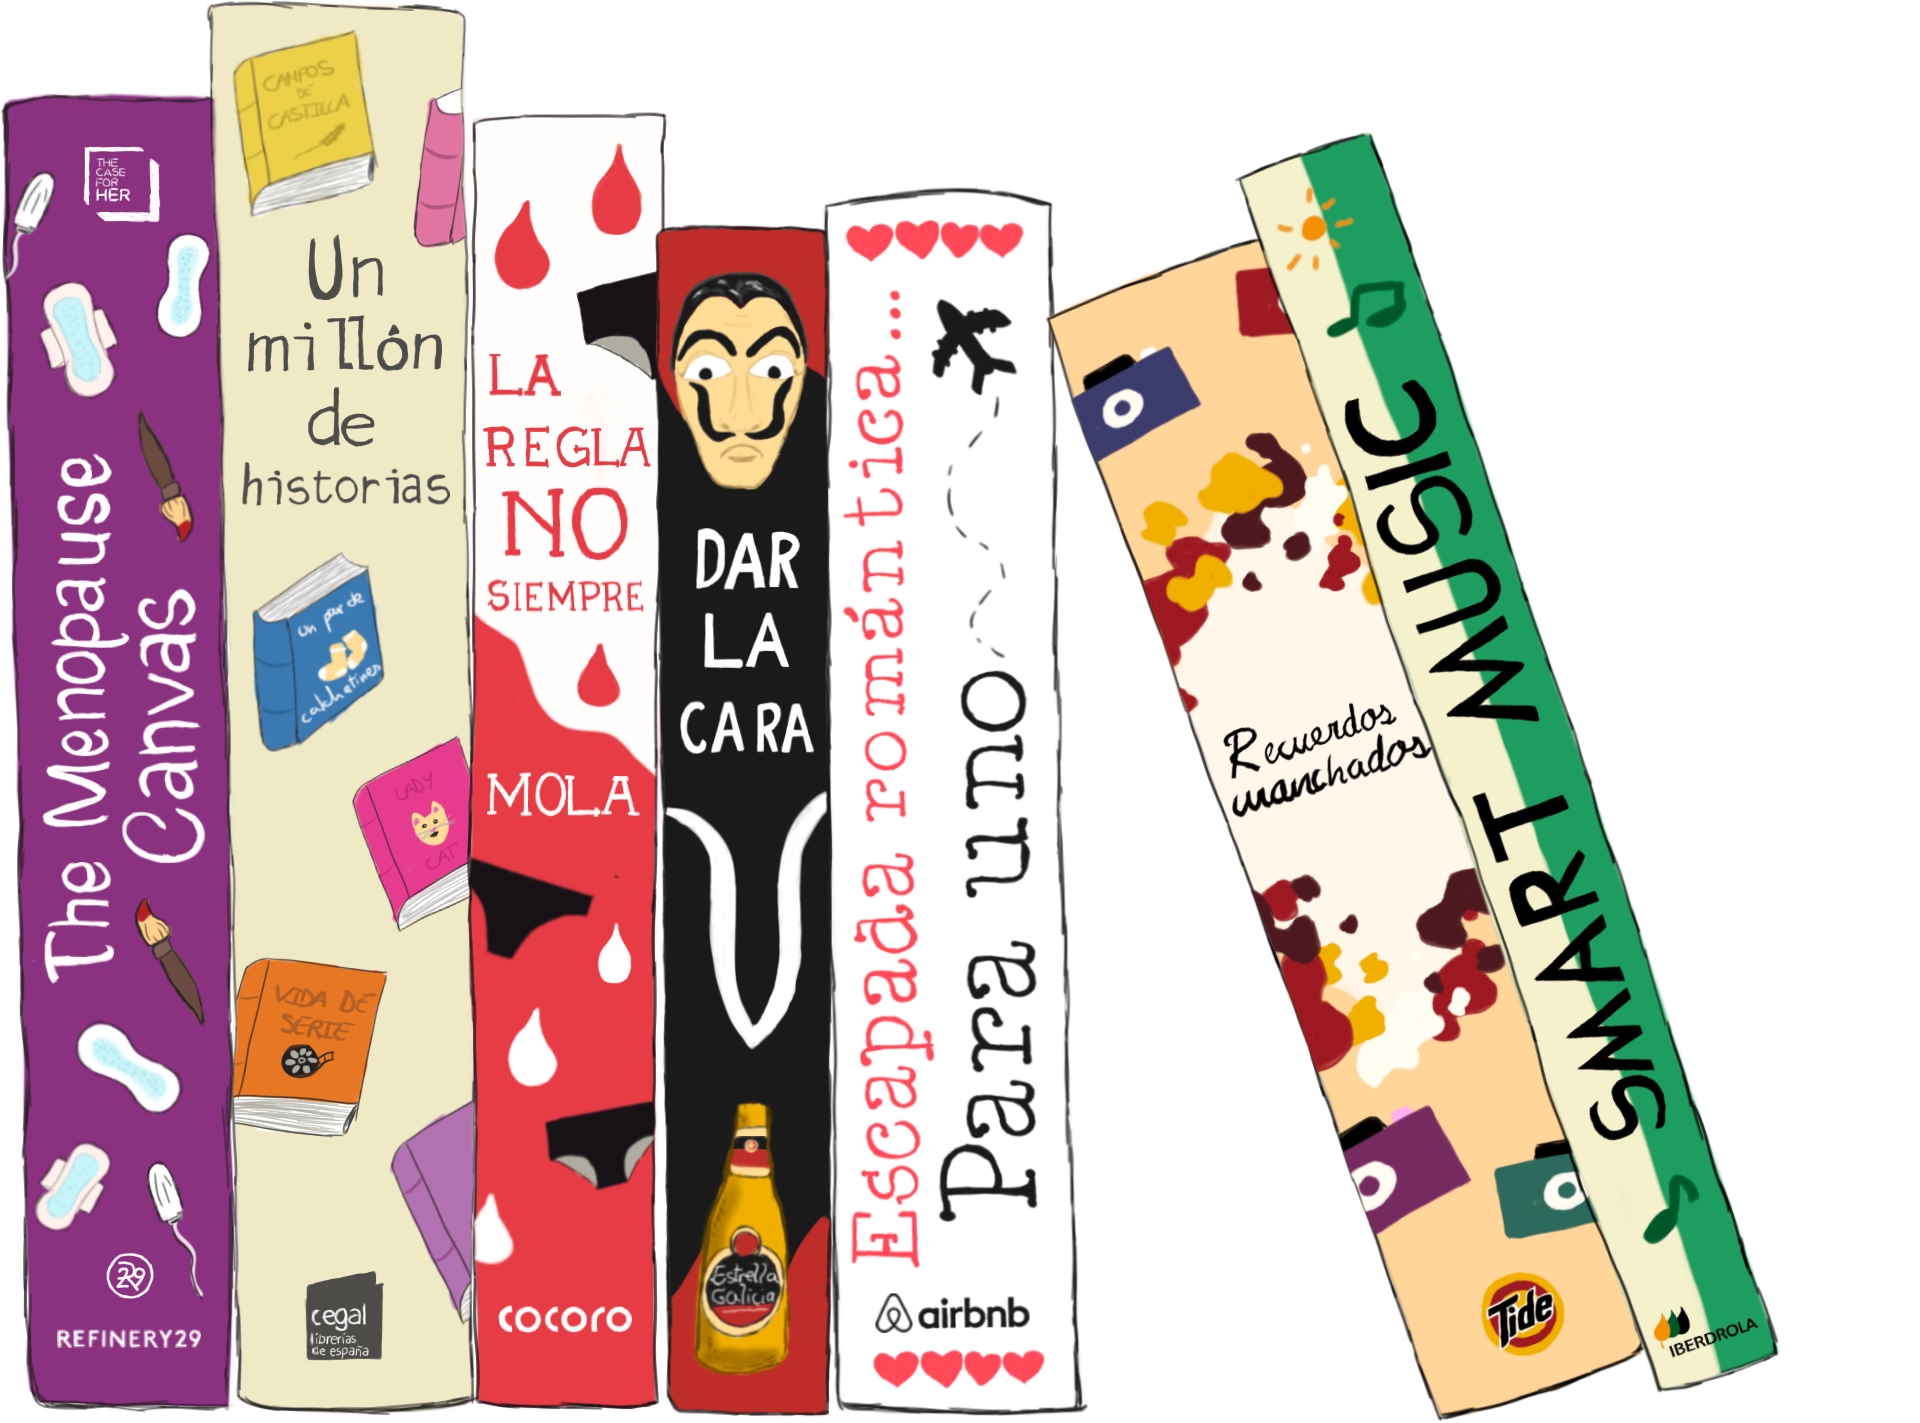 THE
CASE
FOR
HER
The Menopause
Canvas
29
REFINERY29
CAMPOS
DE
CASTILLA
Un
millón
de
historias
un par de
calcetines
LADY
CAT
VIDA DE
SERIE
cegal
librerías
de españa
LA
REGLA
NO
SIEMPRE
MOLA
cocoro
DAR
LA
CARA
Estrella
Galicia
Escapada romántica...
Para uno
airbnb
Recuerdos
manchados
Tide
SMART MUSIC
IBERDROLA